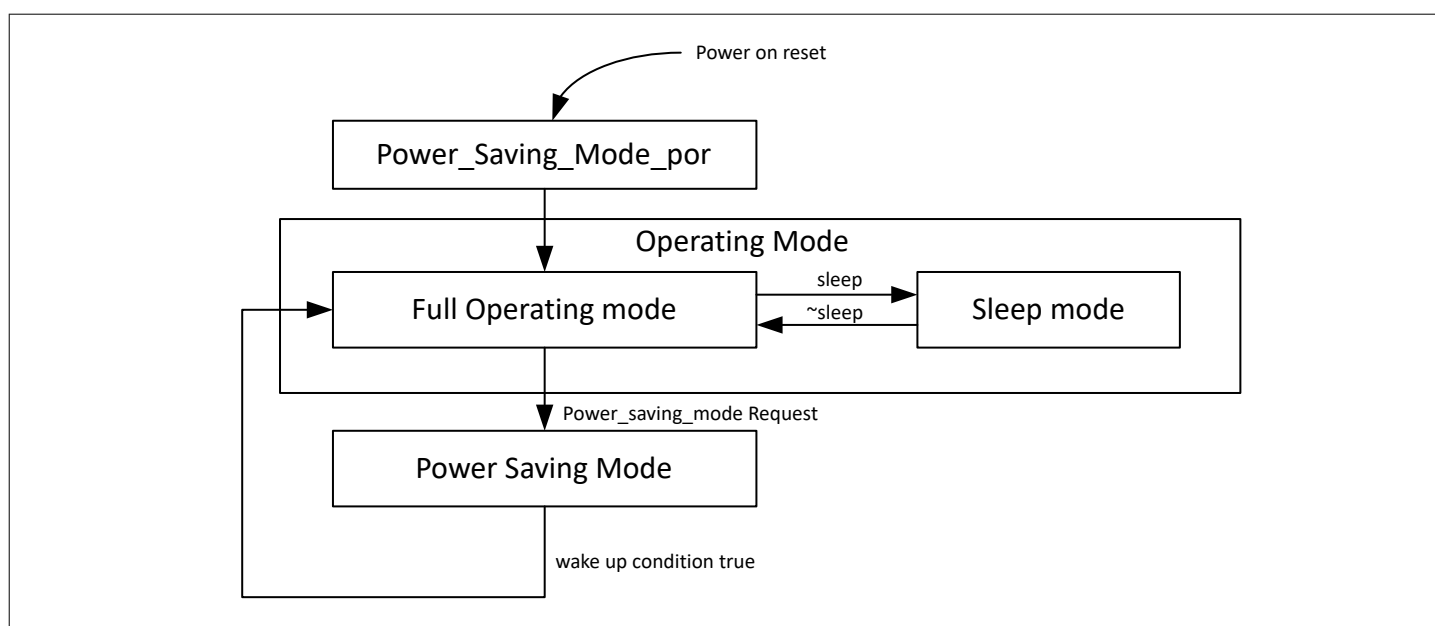 Power on reset
Power_Saving_Mode_por
Operating Mode
Full Operating mode
sleep
~sleep
Sleep mode
Power_saving_mode Request
Power Saving Mode
wake up condition true